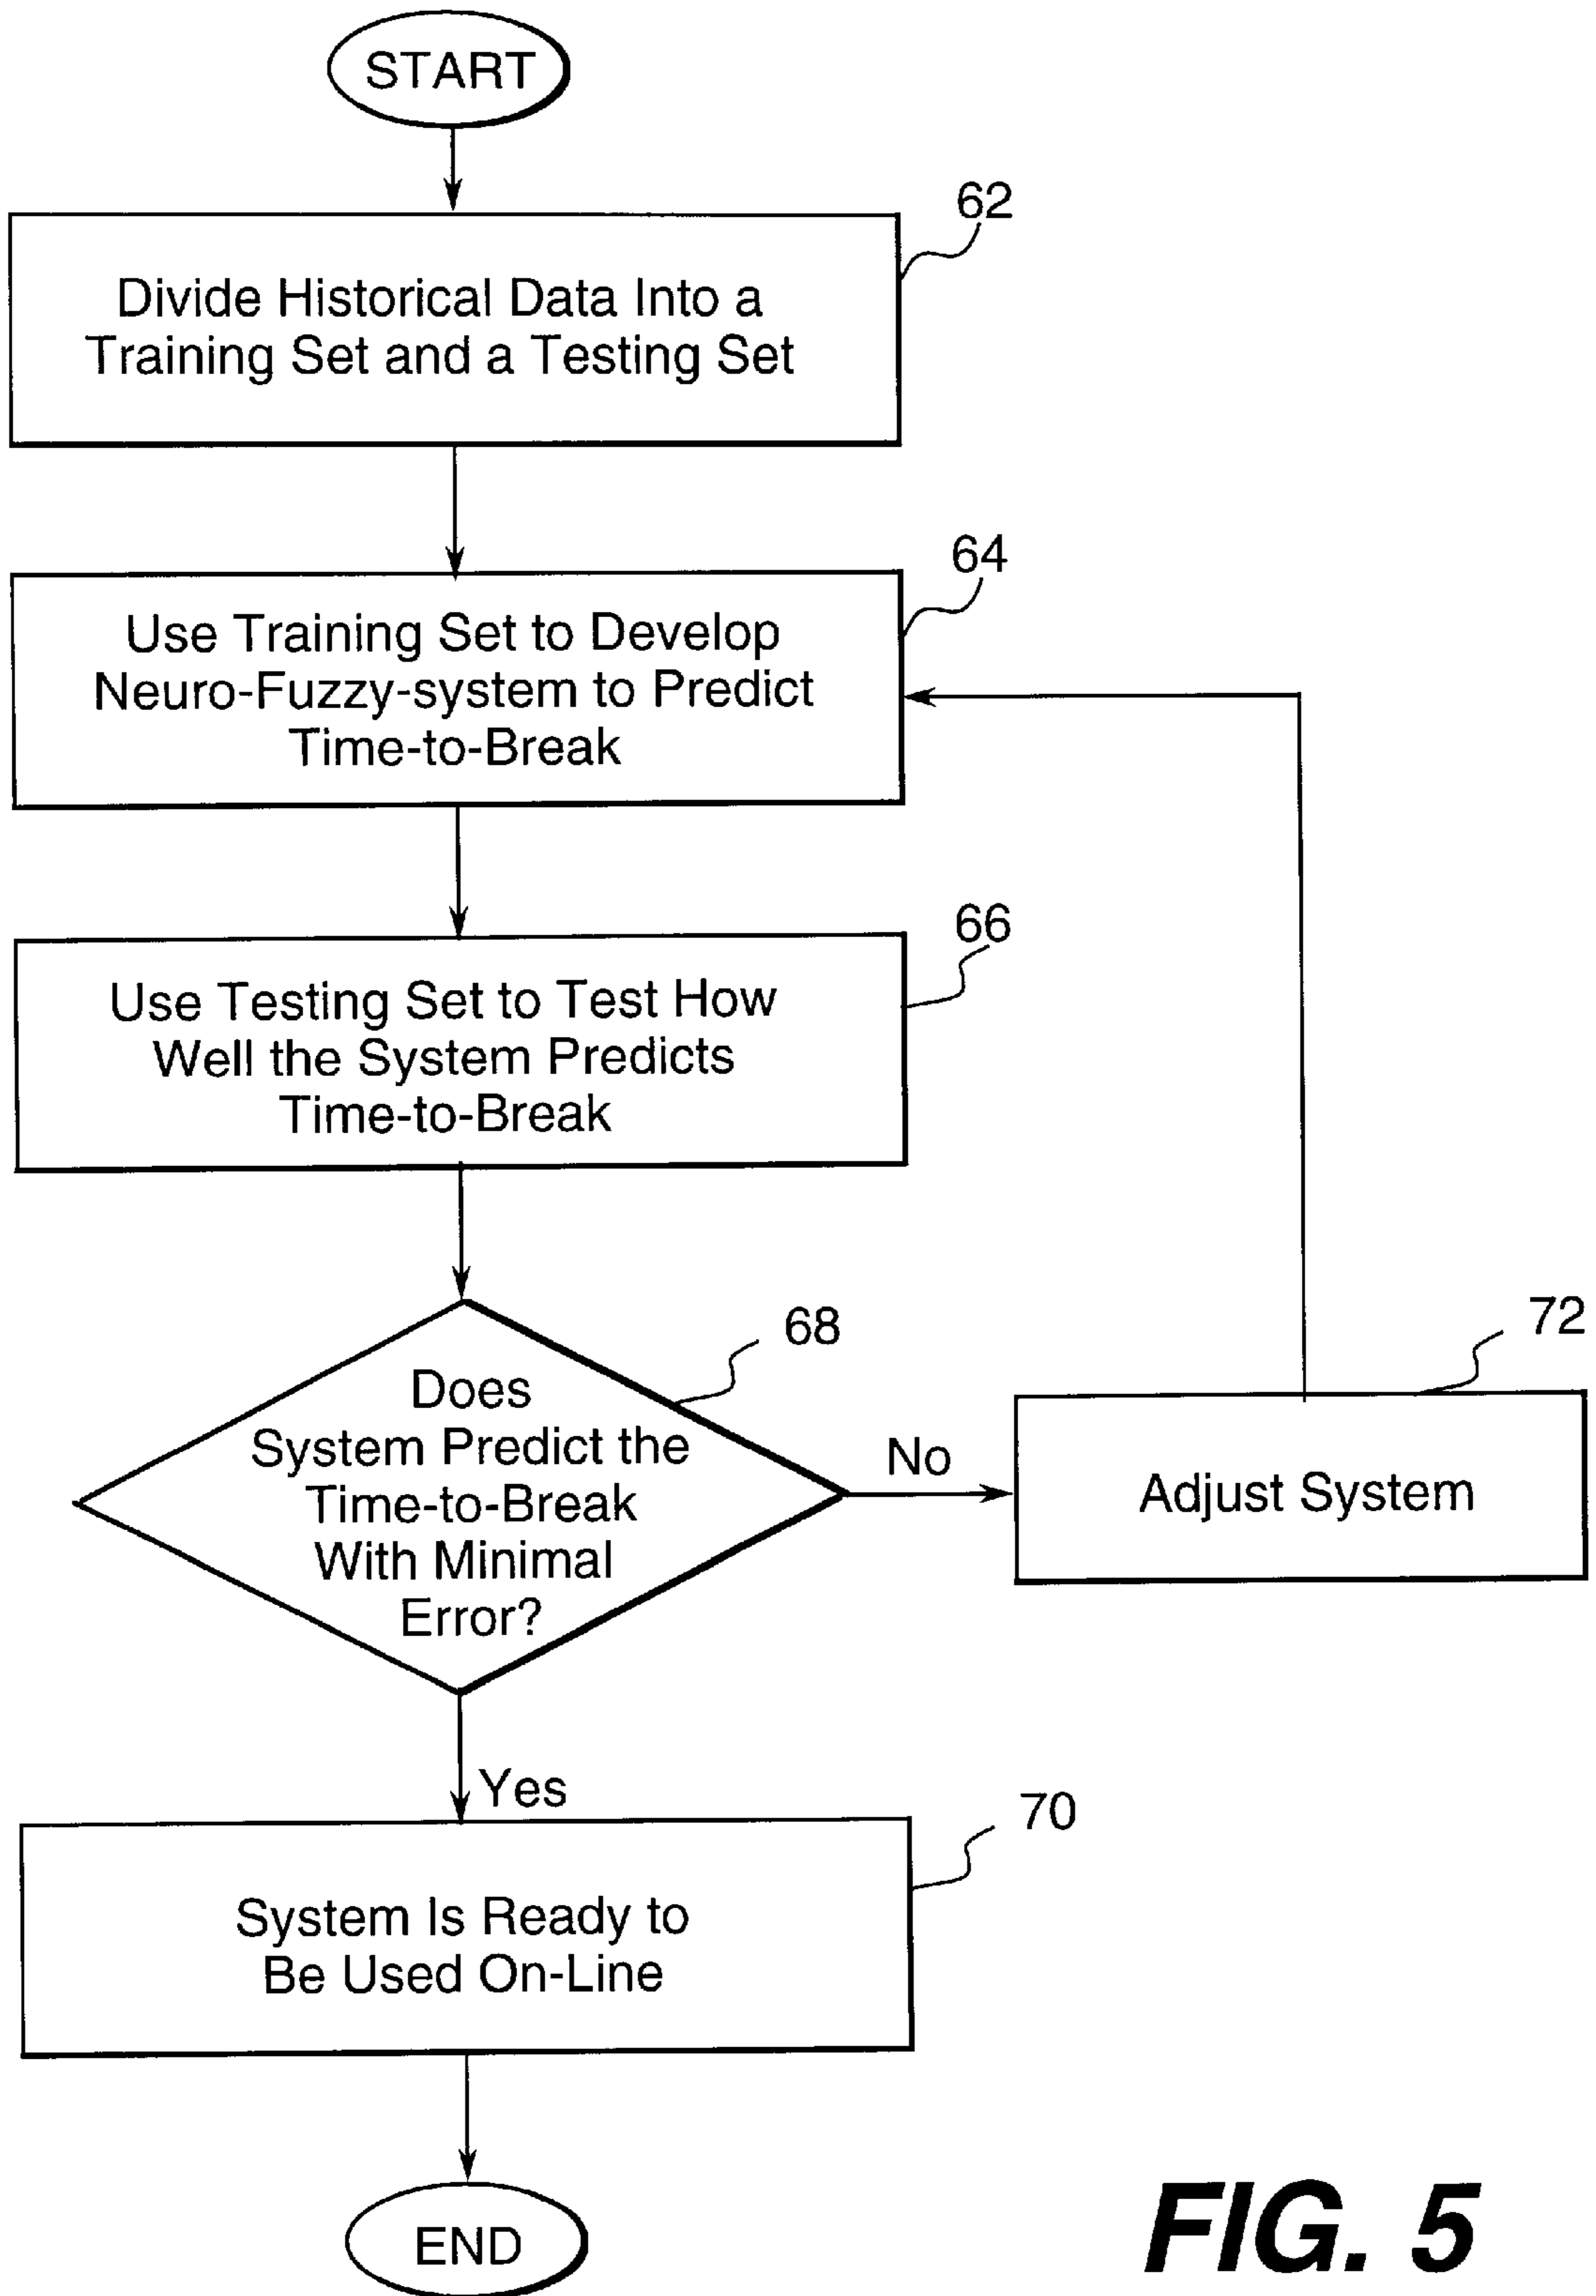 START
62
Divide Historical Data Into a
Training Set and a Testing Set
64
Use Training Set to Develop
Neuro-Fuzzy-system to Predict
Time-to-Break
66
Use Testing Set to Test How
Well the System Predicts
Time-to-Break
68
Does
System Predict the
Time-to-Break
With Minimal
Error?
No
72
Adjust System
Yes
70
System Is Ready to
Be Used On-Line
END
FIG. 5